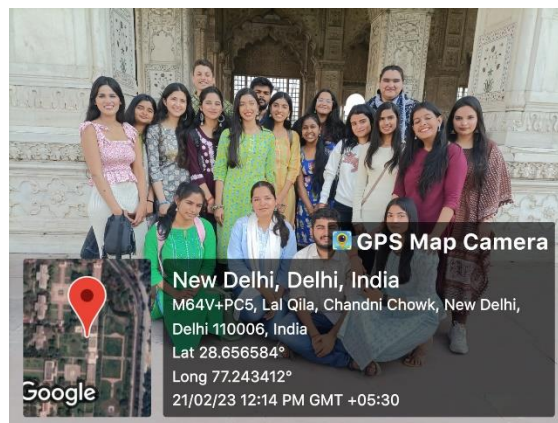 GPS Map Camera
New Delhi, Delhi, India
M64V+PC5, Lal Qila, Chandni Chowk, New Delhi,
Delhi 110006, India
Lat 28.656584°
Long 77.243412°
21/02/23 12:14 PM GMT +05:30
Google